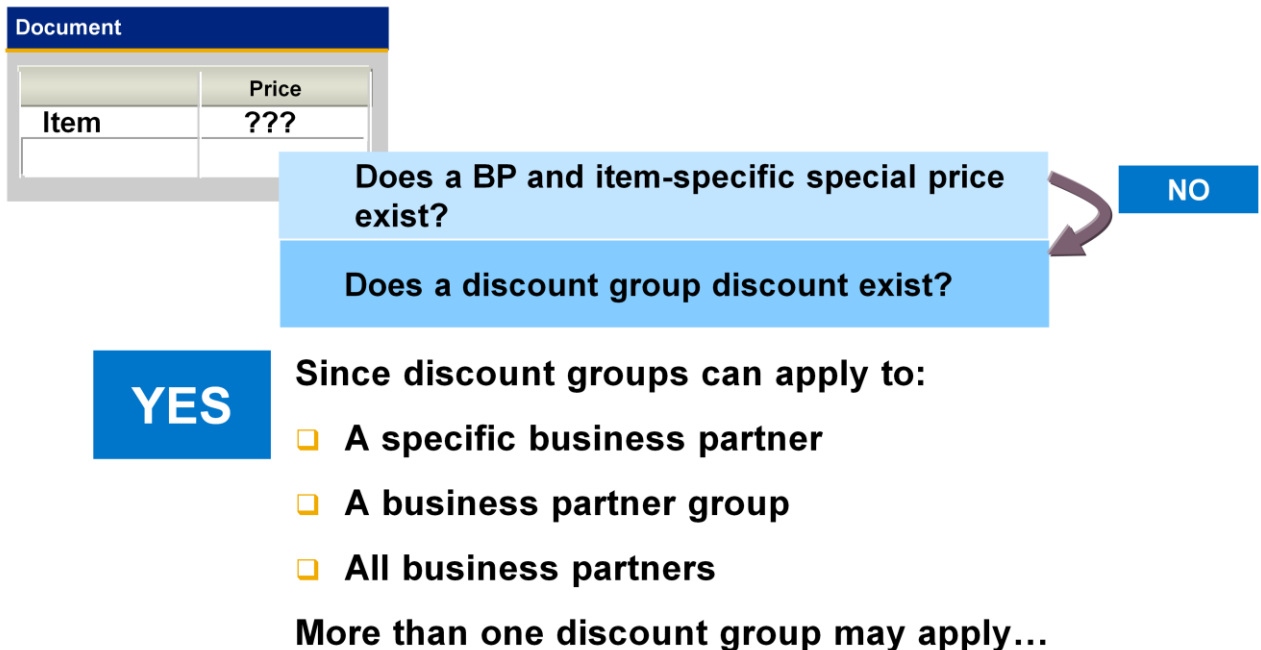 Document
Price
Item ???
Does a BP and item-specific special price
exist?
NO
Does a discount group discount exist?
YES
Since discount groups can apply to:
A specific business partner
A business partner group
All business partners
More than one discount group may apply…